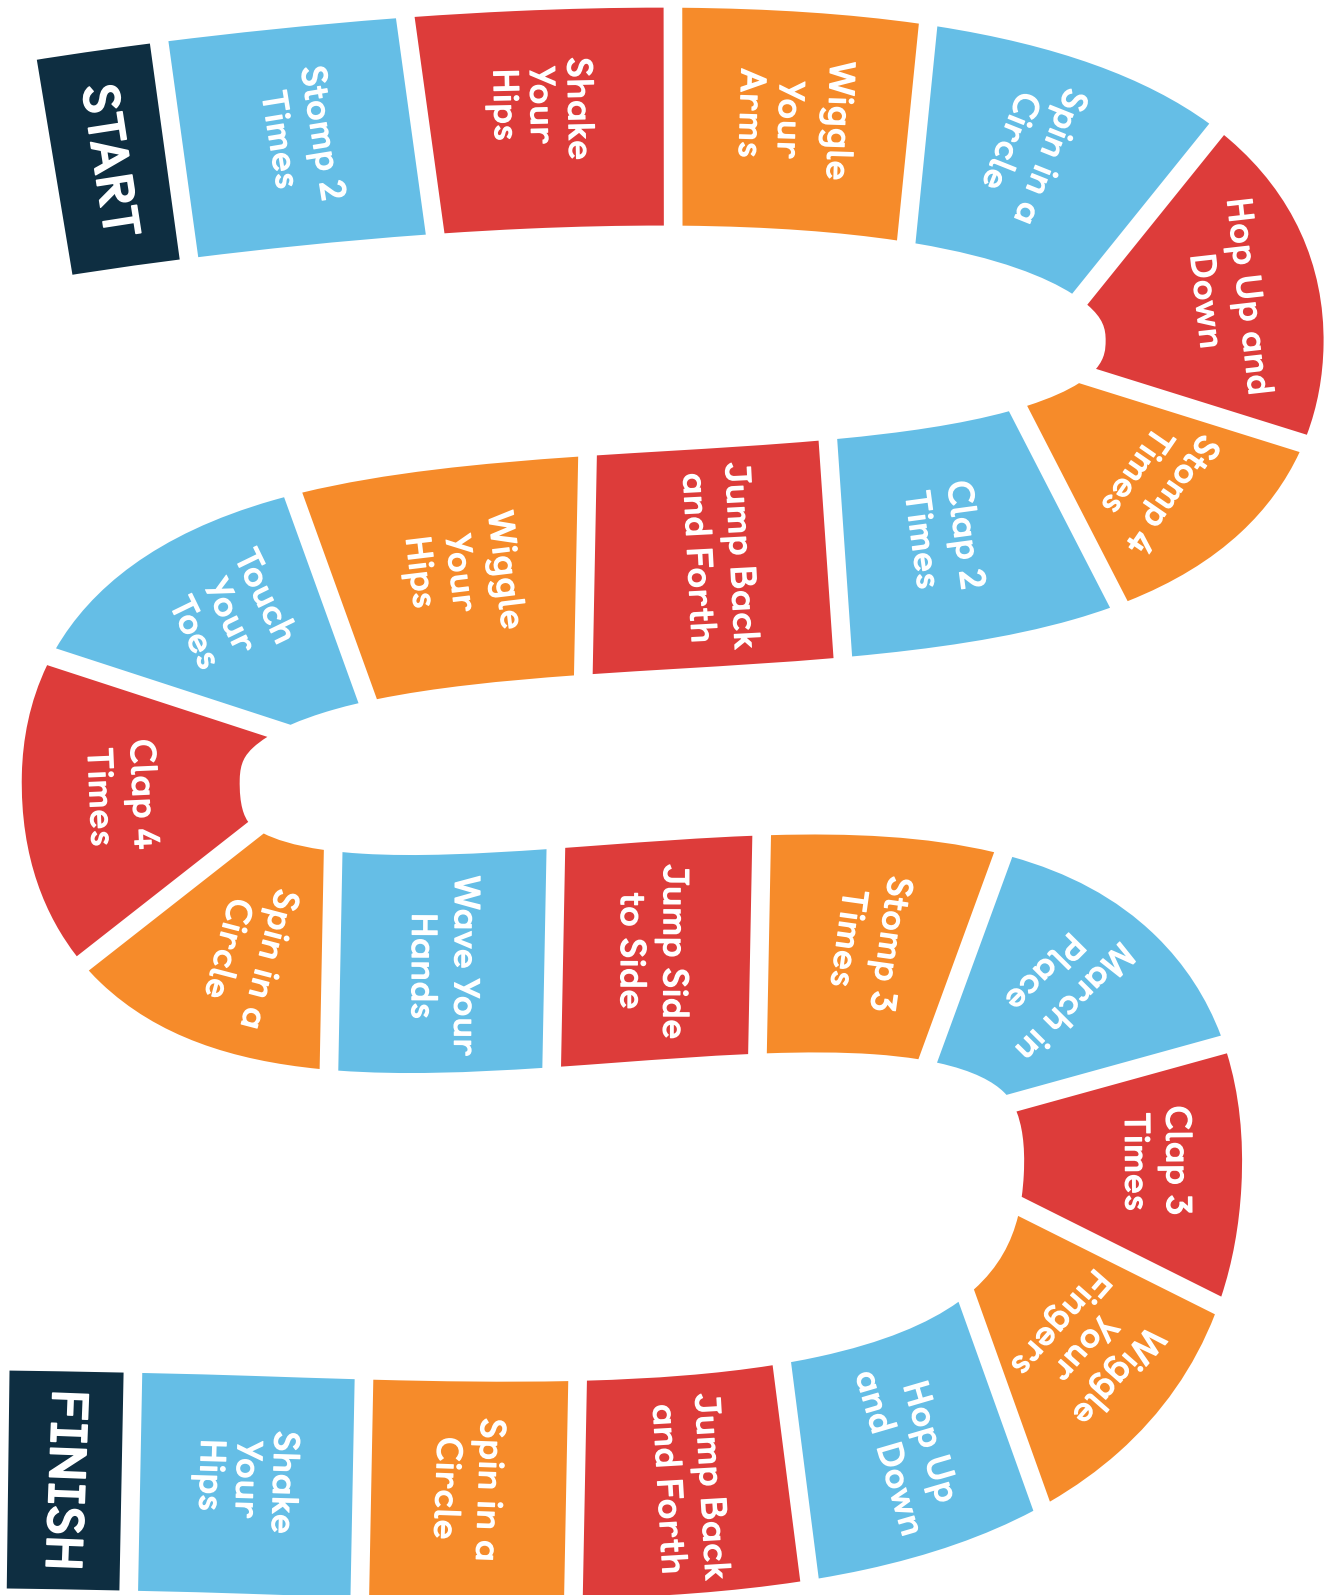 START
Stomp 2
Times
Shake
Your
Hips
Wiggle
Your
Arms
Spin in a
Circle
Hop Up and
Down
Stomp 4
Times
Clap 2
Times
Jump Back
and Forth
Wiggle
Your
Hips
Touch
Your
Toes
Clap 4
Times
Spin in a
Circle
Wave Your
Hands
Jump Side
to Side
Stomp 3
Times
March in
Place
Clap 3
Times
Wiggle
Your
Fingers
Hop Up
and Down
Jump Back
and Forth
Spin in a
Circle
Shake
Your
Hips
FINISH